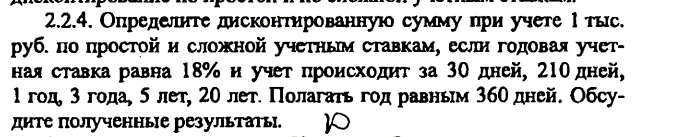 2.2.4. Определите дисконтированную сумму при учете 1 тыс.
руб. по простой и сложной учетным ставкам, если годовая учет-
ная ставка равна 18% и учет происходит за 30 дней, 210 дней,
1 год, 3 года, 5 лет, 20 лет. Полагать год равным 360 дней. Обсу-
дите полученные результаты.